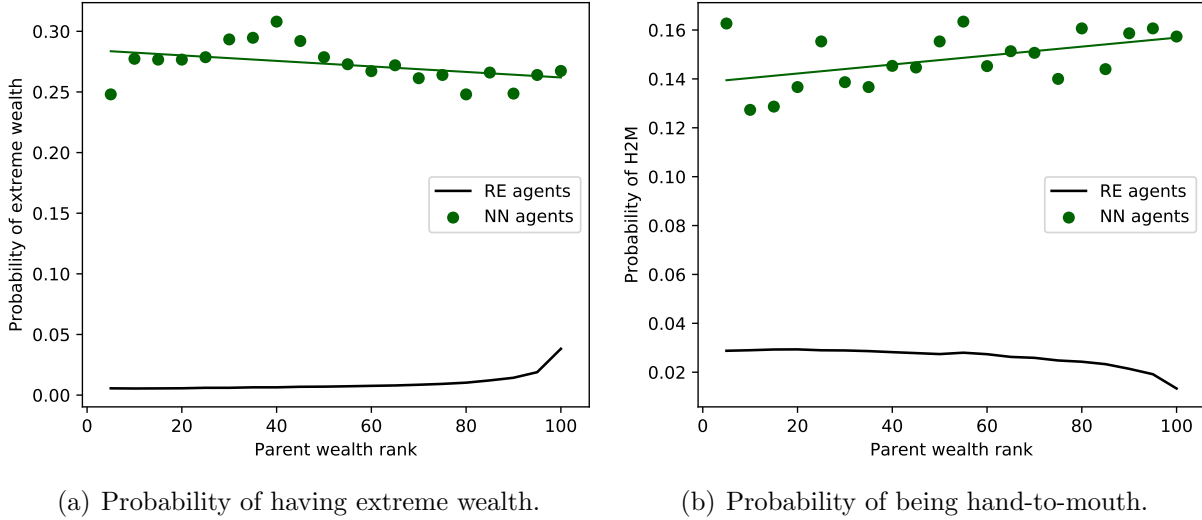 0.30
0.25
0.20
0.15
0.10
0.05
0.00
Probability of extreme wealth
RE agents
NN agents
0 20 40 60 80 100
Parent wealth rank
(a) Probability of having extreme wealth.
0.16
0.14
0.12
0.10
0.08
0.06
0.04
0.02
Probability of H2M
RE agents
NN agents
0 20 40 60 80 100
Parent wealth rank
(b) Probability of being hand-to-mouth.